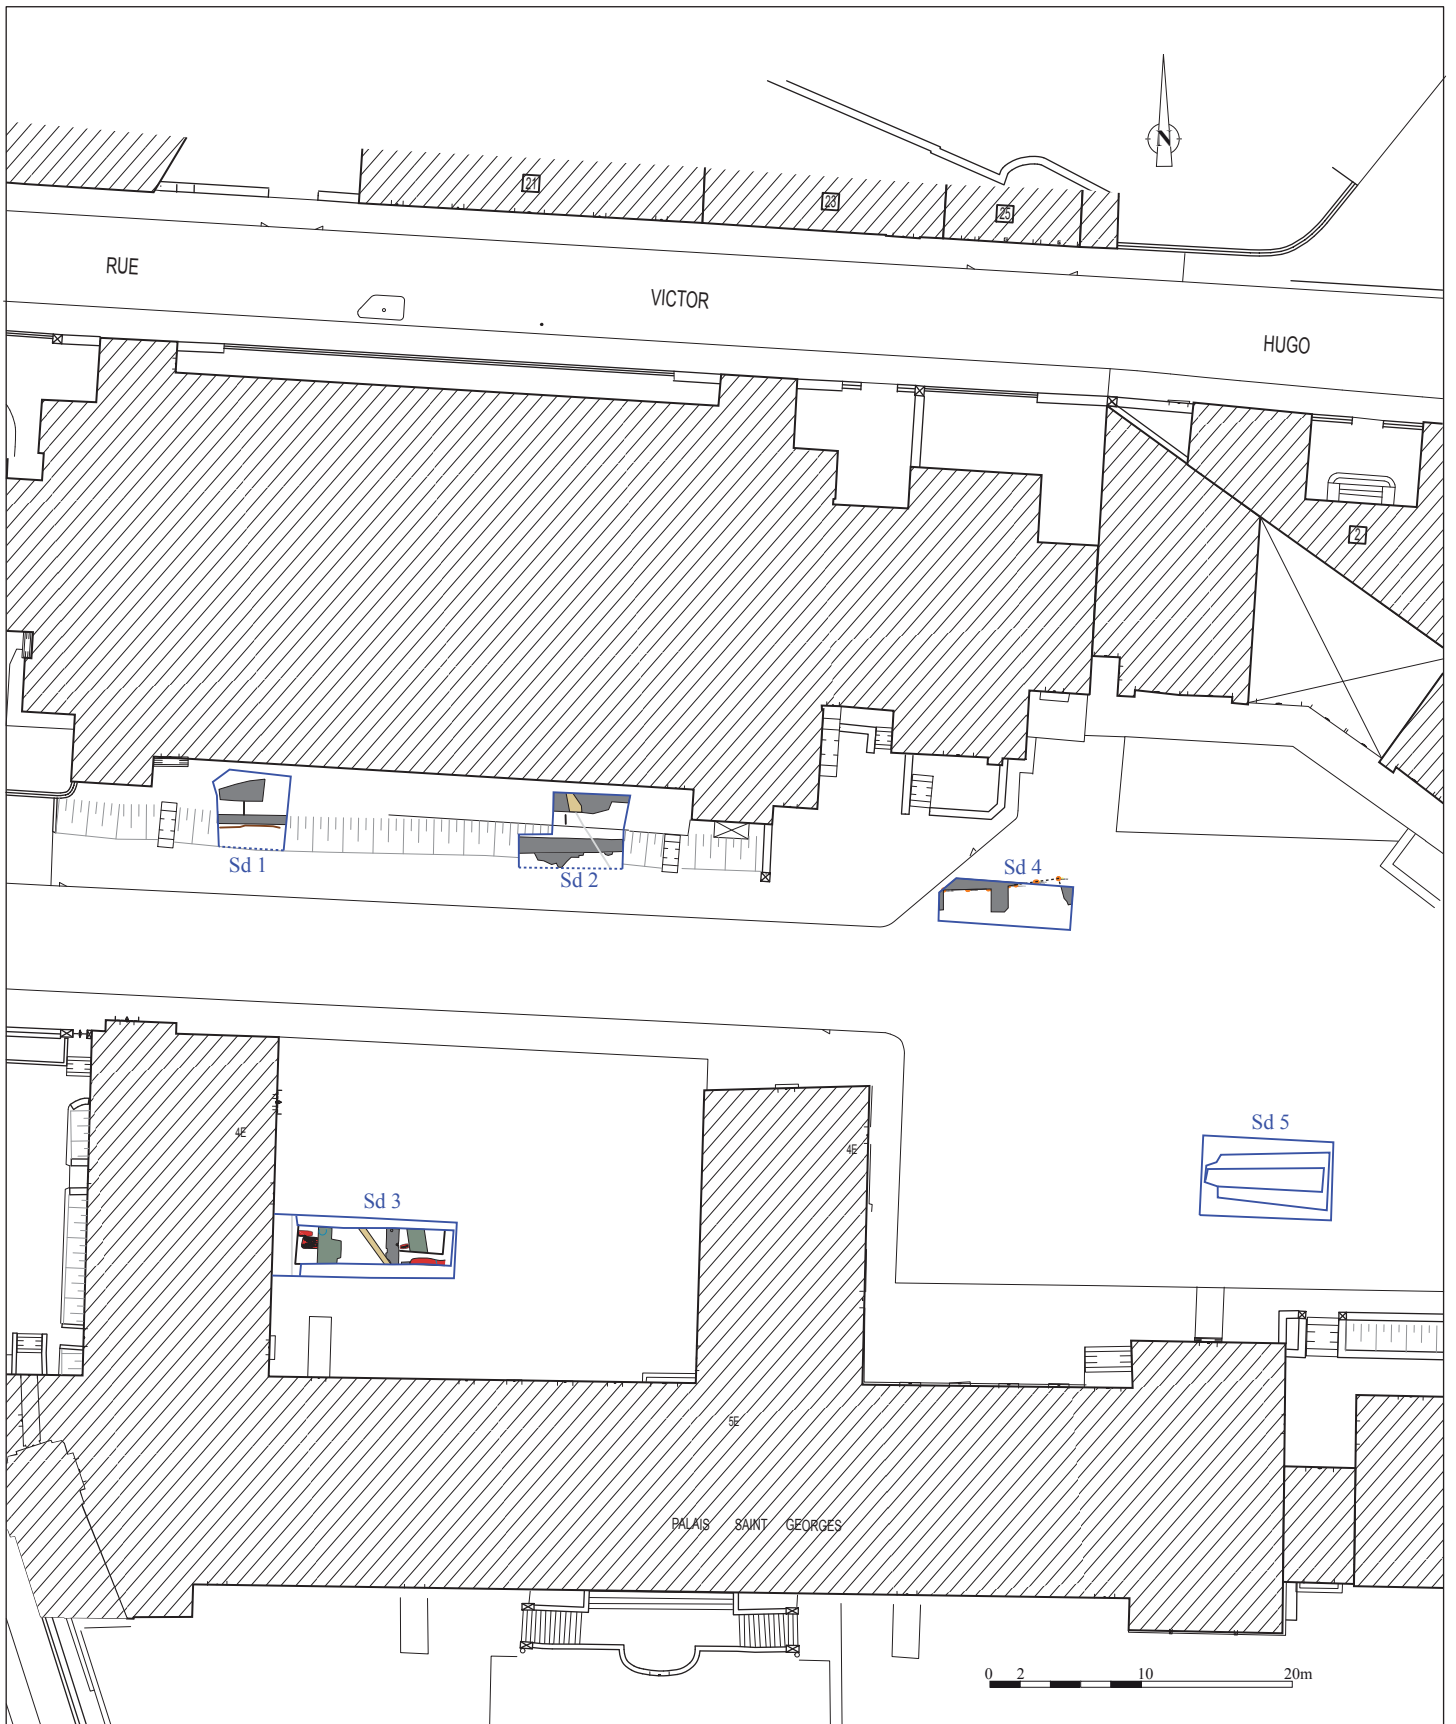 N
21
23
25
RUE
VICTOR
HUGO
2
Sd 1
Sd 2
Sd 4
4E
4E
Sd 5
Sd 3
5E
PALAIS SAINT GEORGES
0 2 10 20m